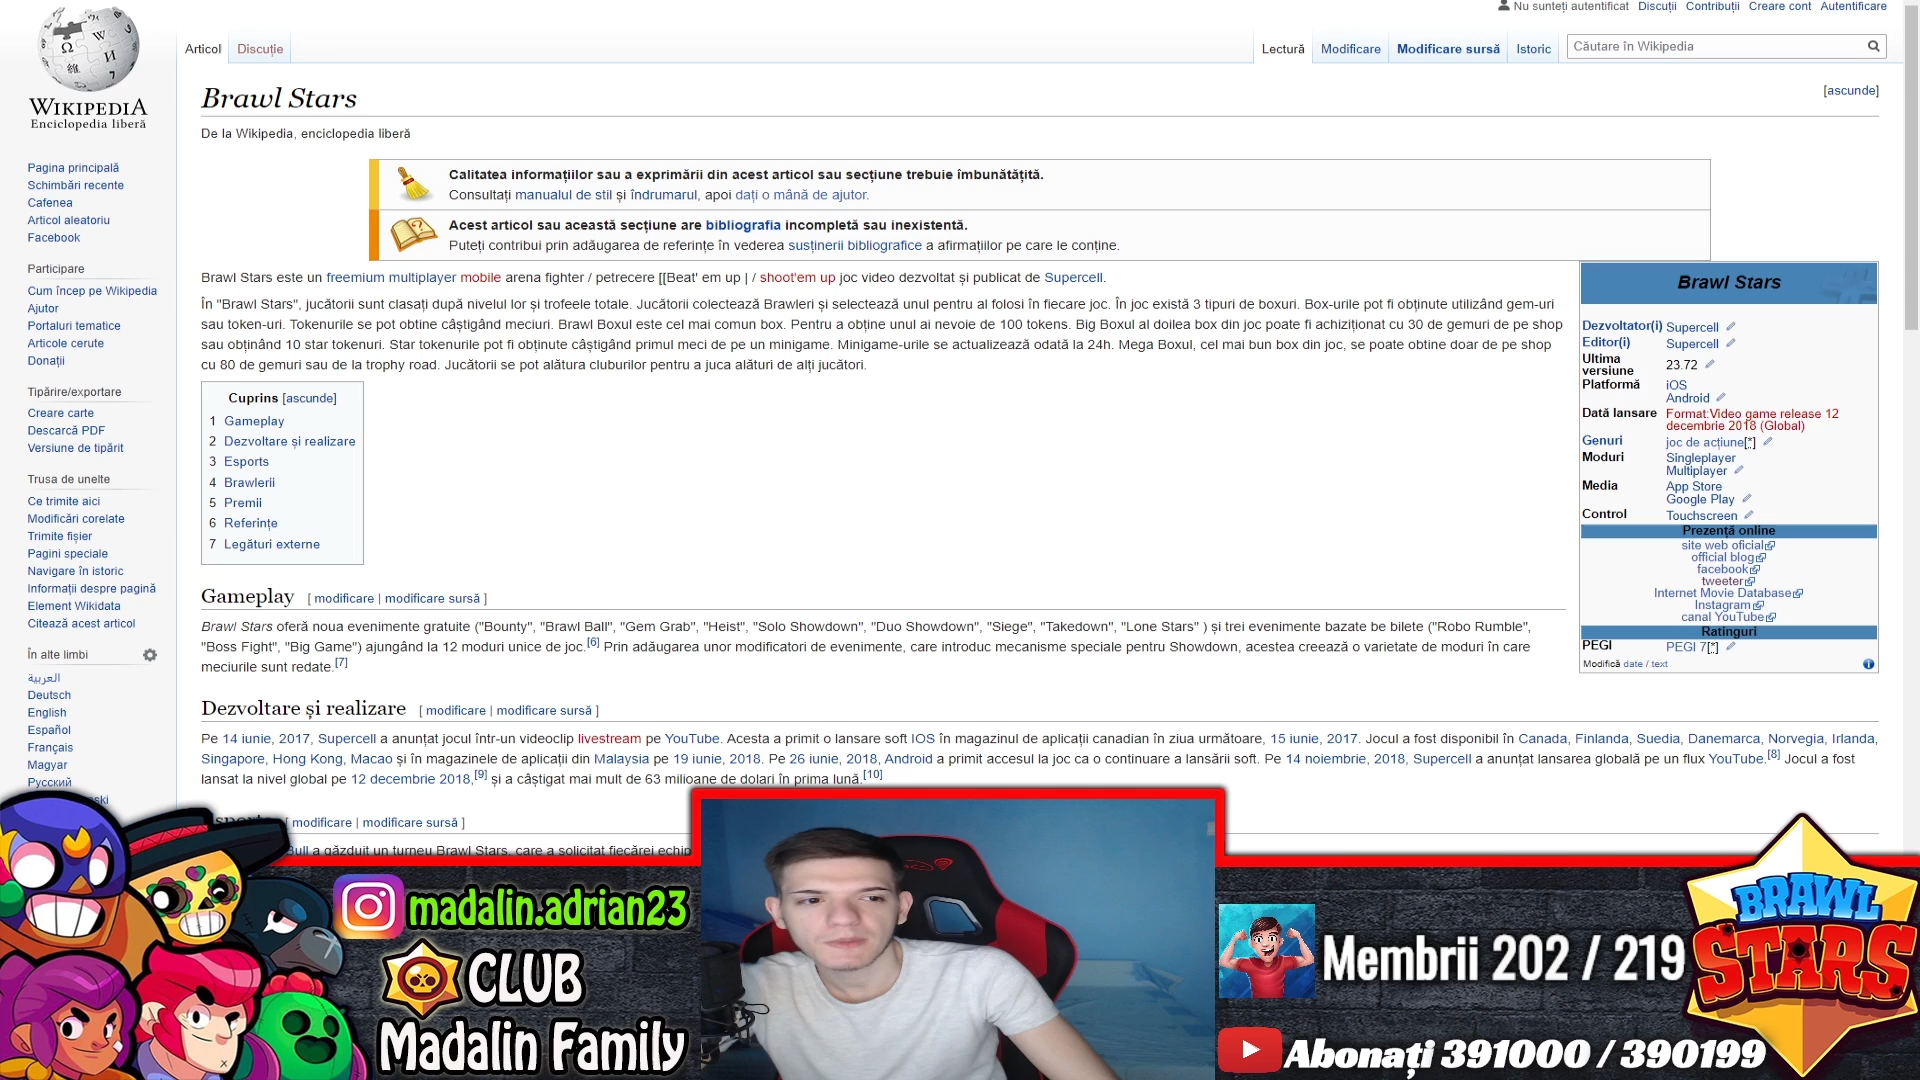 Nu sunteți autentificat Discuții Contribuții Creare cont Autentificare
Articol Discuție
Lectură Modificare Modificare sursă Istoric Căutare în Wikipedia
WIKIPEDIA
Enciclopedia liberă
Pagina principală
Schimbări recente
Cafenea
Articol aleatoriu
Facebook
Participare
Cum încep pe Wikipedia
Ajutor
Portaluri tematice
Articole cerute
Donații
Tipărire/exportare
Creare carte
Descarcă PDF
Versiune de tipărit
Trusa de unelte
Ce trimite aici
Modificări corelate
Trimite fișier
Pagini speciale
Navigare în istoric
Informații despre pagină
Element Wikidata
Citează acest articol
În alte limbi
العربية
Deutsch
English
Español
Français
Magyar
Русский
Brawl Stars
[ascunde]
De la Wikipedia, enciclopedia liberă
Calitatea informațiilor sau a exprimării din acest articol sau secțiune trebuie îmbunătățită.
Consultați manualul de stil și îndrumarul, apoi dați o mână de ajutor.
Acest articol sau această secțiune are bibliografia incompletă sau inexistentă.
Puteți contribui prin adăugarea de referințe în vederea susținerii bibliografice a afirmațiilor pe care le conține.
Brawl Stars este un freemium multiplayer mobile arena fighter / petrecere [[Beat' em up | / shoot'em up joc video dezvoltat și publicat de Supercell.
În "Brawl Stars", jucătorii sunt clasați după nivelul lor și trofeele totale. Jucătorii colectează Brawleri și selectează unul pentru al folosi în fiecare joc. În joc există 3 tipuri de boxuri. Box-urile pot fi obținute utilizând gem-uri
sau token-uri. Tokenurile se pot obtine câștigând meciuri. Brawl Boxul este cel mai comun box. Pentru a obține unul ai nevoie de 100 tokens. Big Boxul al doilea box din joc poate fi achiziționat cu 30 de gemuri de pe shop
sau obținând 10 star tokenuri. Star tokenurile pot fi obținute câștigând primul meci de pe un minigame. Minigame-urile se actualizează odată la 24h. Mega Boxul, cel mai bun box din joc, se poate obtine doar de pe shop
cu 80 de gemuri sau de la trophy road. Jucătorii se pot alătura cluburilor pentru a juca alături de alți jucători.
Cuprins [ascunde]
1 Gameplay
2 Dezvoltare și realizare
3 Esports
4 Brawlerii
5 Premii
6 Referințe
7 Legături externe
Brawl Stars
Dezvoltator(i) Supercell
Editor(i) Supercell
Ultima versiune 23.72
Platformă iOS
Android
Dată lansare Format:Video game release 12
decembrie 2018 (Global)
Genuri joc de acțiune[*]
Moduri Singleplayer
Multiplayer
Media App Store
Google Play
Control Touchscreen
Prezență online
site web oficial
official blog
facebook
tweeter
Internet Movie Database
Instagram
canal YouTube
Ratinguri
PEGI PEGI 7[*]
Modifică date / text
Gameplay [ modificare | modificare sursă ]
Brawl Stars oferă noua evenimente gratuite ("Bounty", "Brawl Ball", "Gem Grab", "Heist", "Solo Showdown", "Duo Showdown", "Siege", "Takedown", "Lone Stars" ) și trei evenimente bazate be bilete ("Robo Rumble",
"Boss Fight", "Big Game") ajungând la 12 moduri unice de joc.[6] Prin adăugarea unor modificatori de evenimente, care introduc mecanisme speciale pentru Showdown, acestea creează o varietate de moduri în care
meciurile sunt redate.[7]
Dezvoltare și realizare [ modificare | modificare sursă ]
Pe 14 iunie, 2017, Supercell a anunțat jocul într-un videoclip livestream pe YouTube. Acesta a primit o lansare soft IOS în magazinul de aplicații canadian în ziua următoare, 15 iunie, 2017. Jocul a fost disponibil în Canada, Finlanda, Suedia, Danemarca, Norvegia, Irlanda,
Singapore, Hong Kong, Macao și în magazinele de aplicații din Malaysia pe 19 iunie, 2018. Pe 26 iunie, 2018, Android a primit accesul la joc ca o continuare a lansării soft. Pe 14 noiembrie, 2018, Supercell a anunțat lansarea globală pe un flux YouTube.[8] Jocul a fost
lansat la nivel global pe 12 decembrie 2018,[9] și a câștigat mai mult de 63 milioane de dolari în prima lună.[10]
[ modificare | modificare sursă ]
Bull a găzduit un turneu Brawl Stars, care a solicitat fiecărei
madalin.adrian23
CLUB
Madalin Family
Membrii 202 / 219
Abonați 391000 / 390199
BRAWL
STARS